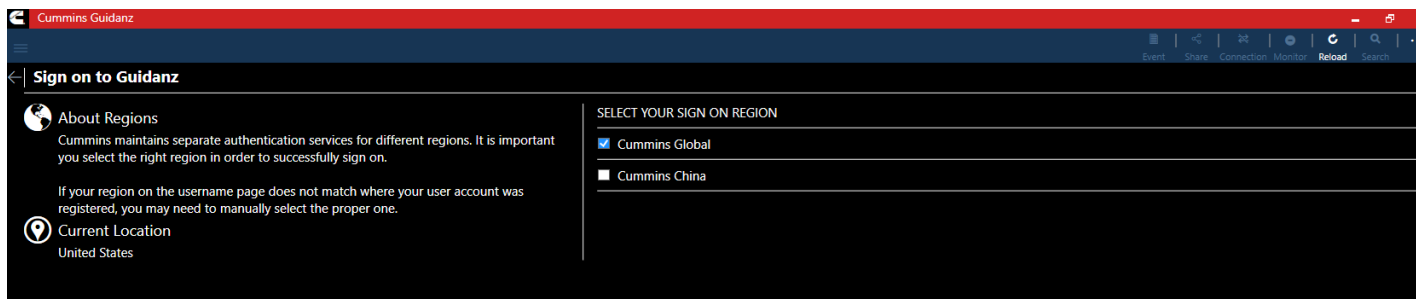 Cummins Guidanz
Event Share Connection Monitor Reload Search
Sign on to Guidanz
About Regions
Cummins maintains separate authentication services for different regions. It is important
you select the right region in order to successfully sign on.
If your region on the username page does not match where your user account was
registered, you may need to manually select the proper one.
Current Location
United States
SELECT YOUR SIGN ON REGION
Cummins Global
Cummins China